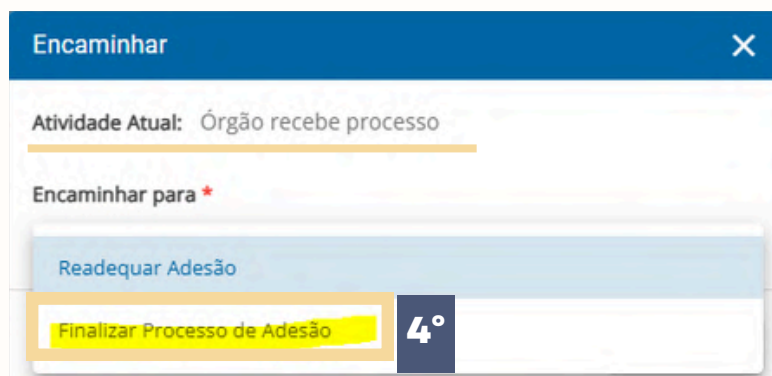 Encaminhar
Atividade Atual: Órgão recebe processo
Encaminhar para *
Readequar Adesão
Finalizar Processo de Adesão 4°